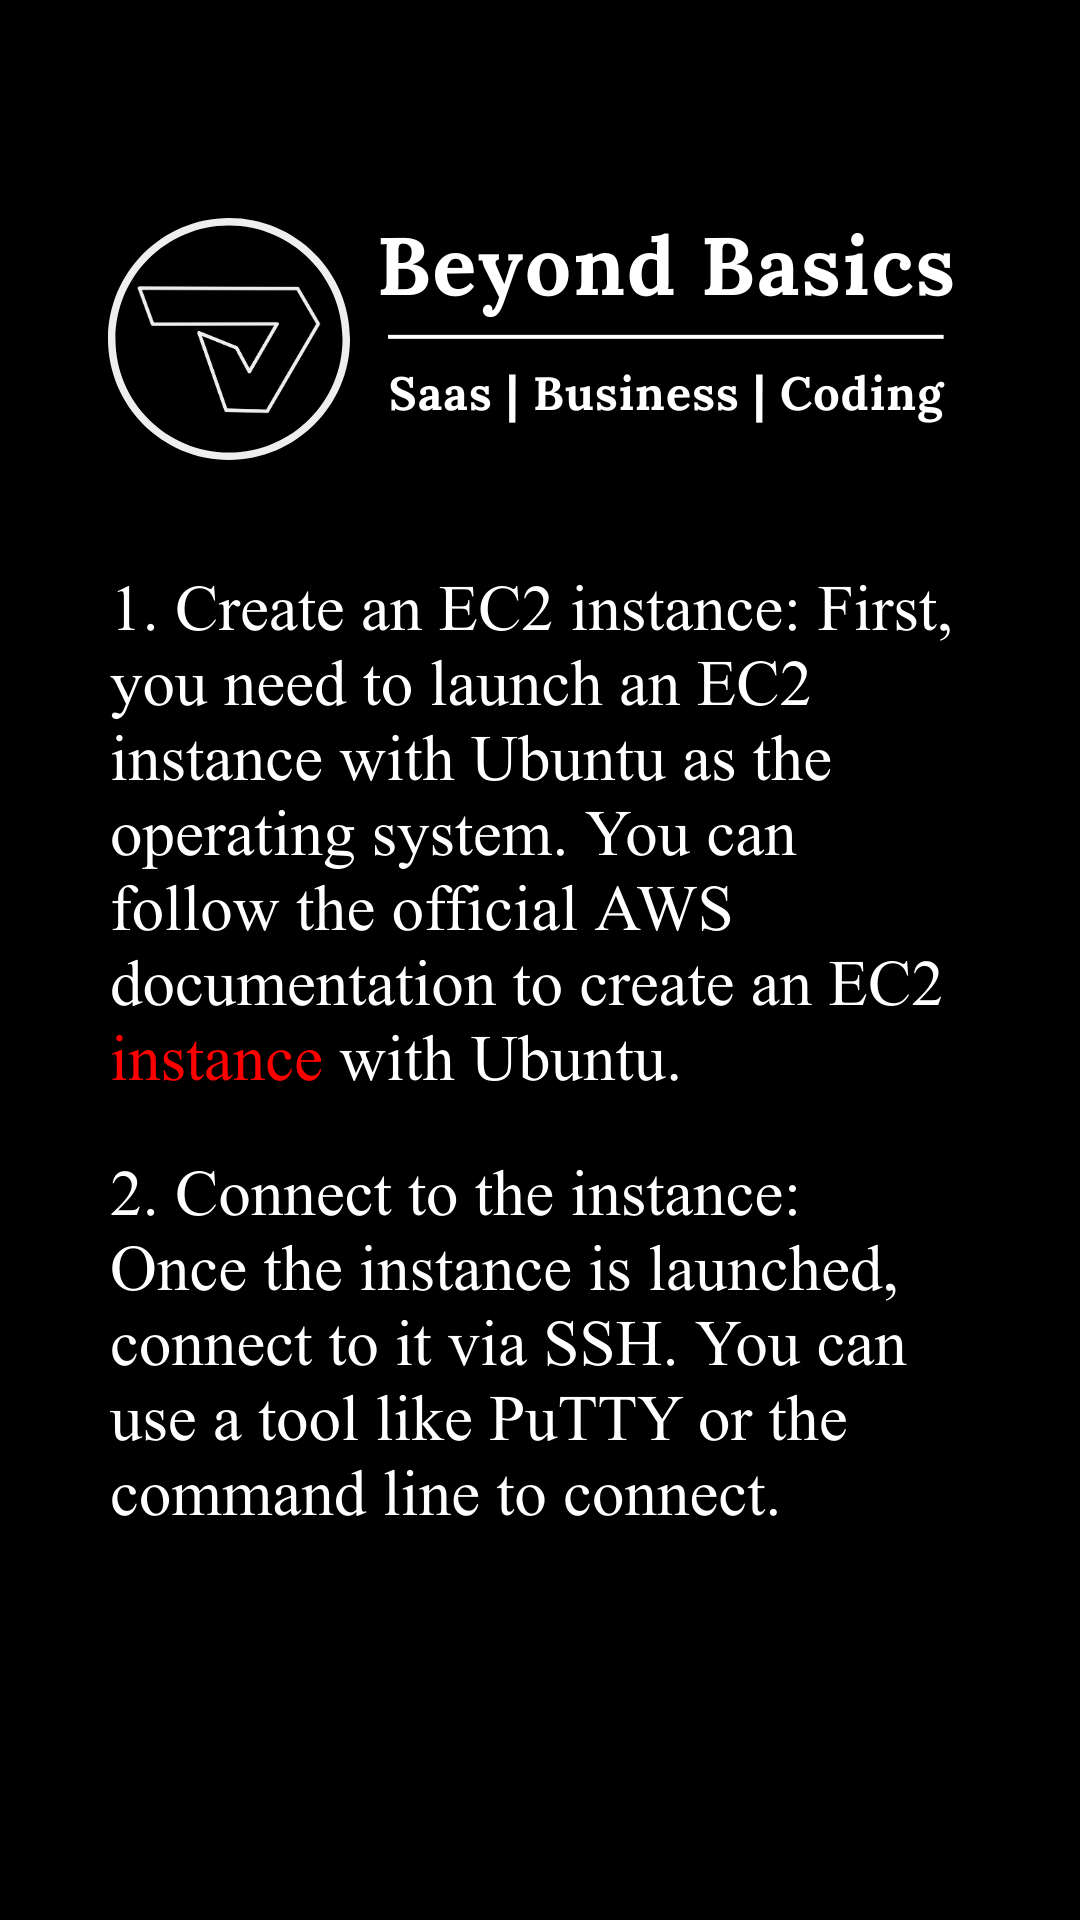 Beyond Basics
Saas | Business | Coding
1. Create an EC2 instance: First,
you need to launch an EC2
instance with Ubuntu as the
operating system. You can
follow the official AWS
documentation to create an EC2
instance with Ubuntu.
2. Connect to the instance:
Once the instance is launched,
connect to it via SSH. You can
use a tool like PuTTY or the
command line to connect.